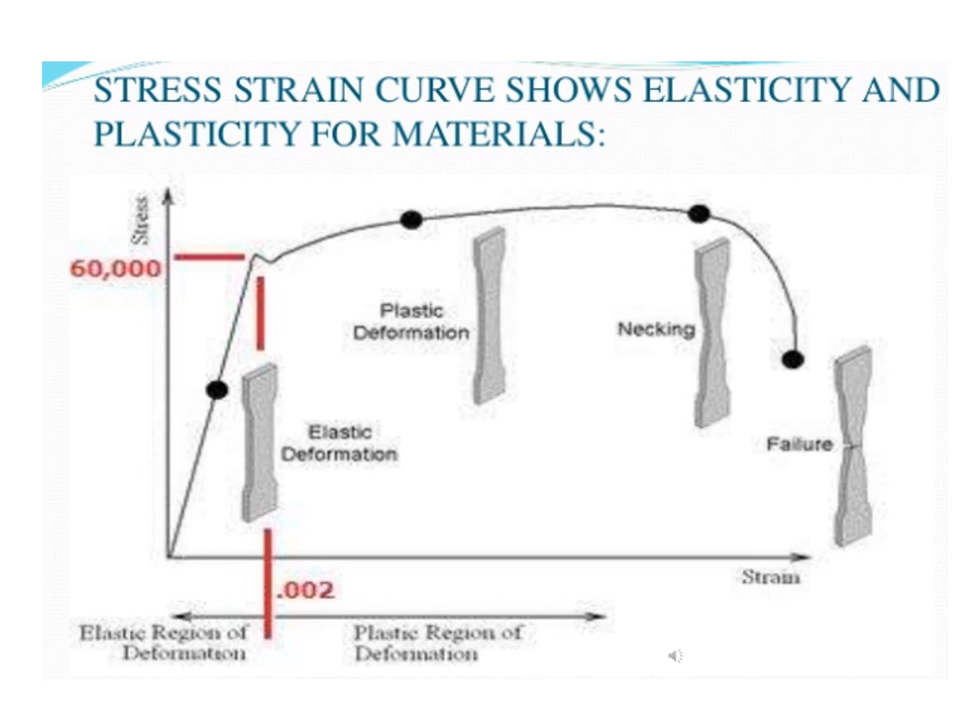 STRESS STRAIN CURVE SHOWS ELASTICITY AND
PLASTICITY FOR MATERIALS:
Stress
60,000
Plastic
Deformation
Necking
Elastic
Deformation
Failure
Strain
.002
Elastic Region of
Deformation
Plastic Region of
Deformation